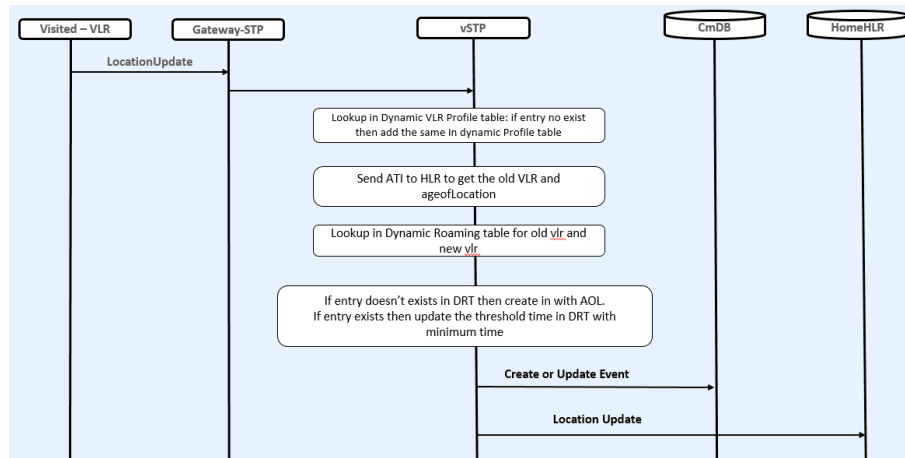 Visited – VLR
Gateway-STP
vSTP
CmDB
HomeHLR
LocationUpdate
Lookup in Dynamic VLR Profile table: if entry no exist
then add the same in dynamic Profile table
Send ATI to HLR to get the old VLR and
ageofLocation
Lookup in Dynamic Roaming table for old vlr and
new vlr
If entry doesn’t exists in DRT then create in with AOL.
If entry exists then update the threshold time in DRT with
minimum time
Create or Update Event
Location Update